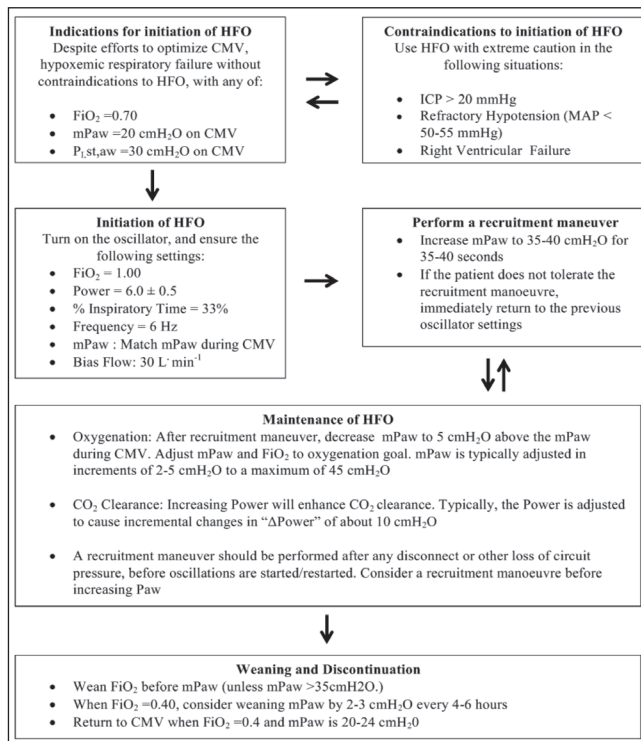 Indications for initiation of HFO
Despite efforts to optimize CMV,
hypoxemic respiratory failure without
contraindications to HFO, with any of:
• FiO₂ =0.70
• mPaw =20 cmH₂O on CMV
• PLst,aw =30 cmH₂O on CMV
Contraindications to initiation of HFO
Use HFO with extreme caution in the
following situations:
• ICP > 20 mmHg
• Refractory Hypotension (MAP <
50-55 mmHg)
• Right Ventricular Failure
Initiation of HFO
Turn on the oscillator, and ensure the
following settings:
• FiO₂ = 1.00
• Power = 6.0 ± 0.5
• % Inspiratory Time = 33%
• Frequency = 6 Hz
• mPaw : Match mPaw during CMV
• Bias Flow: 30 L· min⁻¹
Perform a recruitment maneuver
• Increase mPaw to 35-40 cmH₂O for
35-40 seconds
• If the patient does not tolerate the
recruitment manoeuvre,
immediately return to the previous
oscillator settings
Maintenance of HFO
• Oxygenation: After recruitment maneuver, decrease mPaw to 5 cmH₂O above the mPaw
during CMV. Adjust mPaw and FiO₂ to oxygenation goal. mPaw is typically adjusted in
increments of 2-5 cmH₂O to a maximum of 45 cmH₂O
• CO₂ Clearance: Increasing Power will enhance CO₂ clearance. Typically, the Power is adjusted
to cause incremental changes in “ΔPower” of about 10 cmH₂O
• A recruitment maneuver should be performed after any disconnect or other loss of circuit
pressure, before oscillations are started/restarted. Consider a recruitment manoeuvre before
increasing Paw
Weaning and Discontinuation
• Wean FiO₂ before mPaw (unless mPaw >35cmH2O.)
• When FiO₂ =0.40, consider weaning mPaw by 2-3 cmH₂O every 4-6 hours
• Return to CMV when FiO₂ =0.4 and mPaw is 20-24 cmH₂0